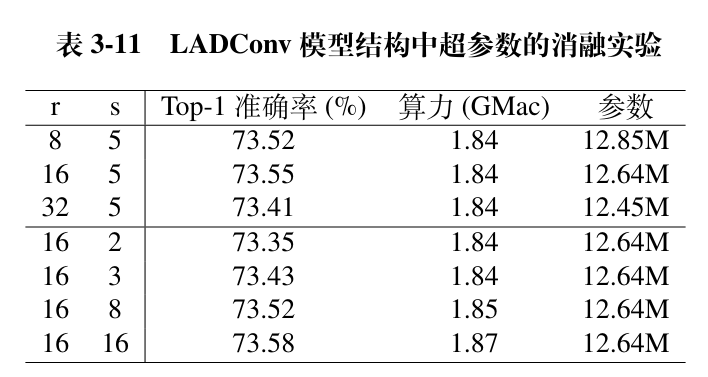 表 3-11 LADConv 模型结构中超参数的消融实验
r s Top-1 准确率 (%) 算力 (GMac) 参数
8 5 73.52 1.84 12.85M
16 5 73.55 1.84 12.64M
32 5 73.41 1.84 12.45M
16 2 73.35 1.84 12.64M
16 3 73.43 1.84 12.64M
16 8 73.52 1.85 12.64M
16 16 73.58 1.87 12.64M